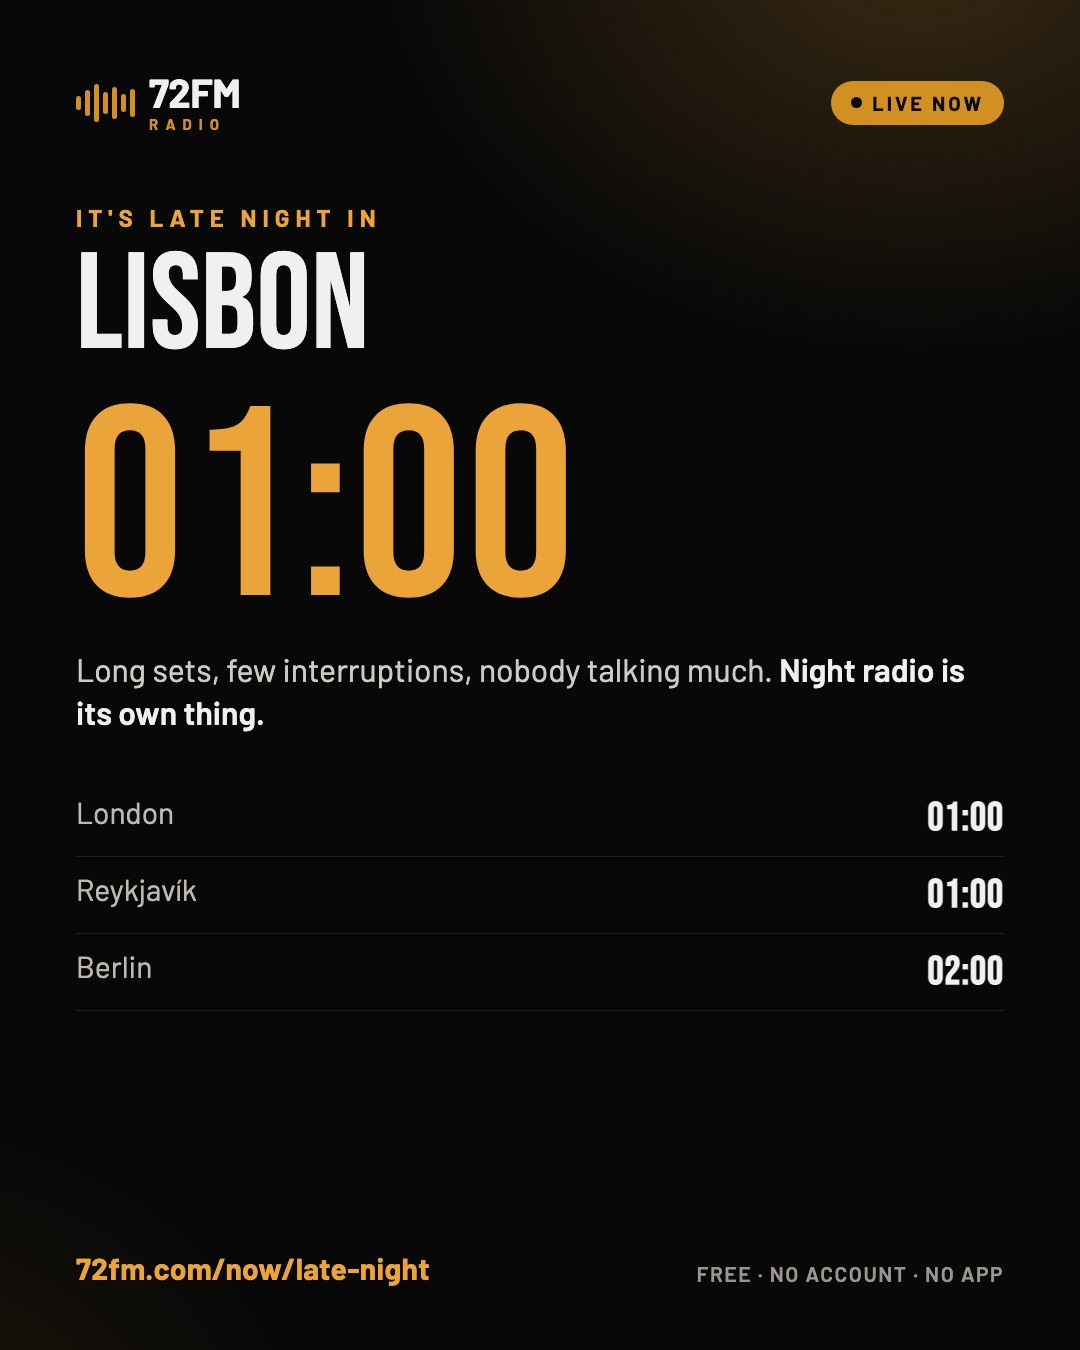 72FM
RADIO
LIVE NOW
IT'S LATE NIGHT IN
LISBON
01:00
Long sets, few interruptions, nobody talking much. Night radio is
its own thing.
London 01:00
Reykjavík 01:00
Berlin 02:00
72fm.com/now/late-night
FREE · NO ACCOUNT · NO APP